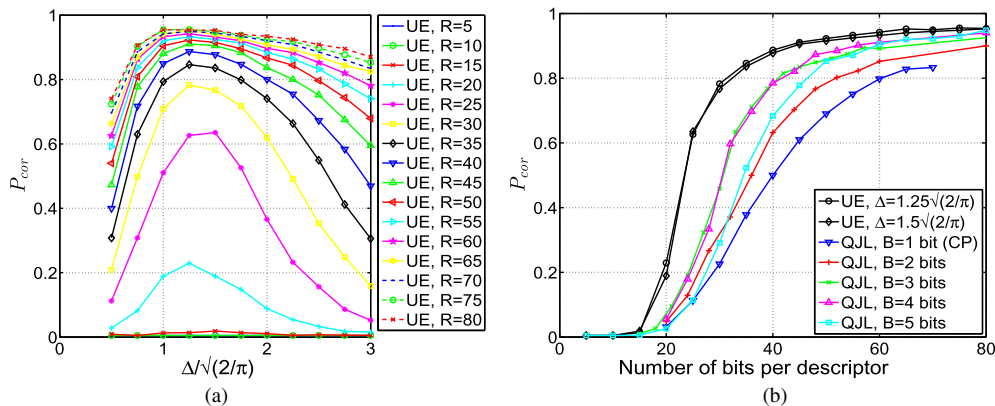 1
0.8
0.6
0.4
0.2
0
P_cor
0
1
2
3
Δ/√(2/π)
UE, R=5
UE, R=10
UE, R=15
UE, R=20
UE, R=25
UE, R=30
UE, R=35
UE, R=40
UE, R=45
UE, R=50
UE, R=55
UE, R=60
UE, R=65
UE, R=70
UE, R=75
UE, R=80
(a)
1
0.8
0.6
0.4
0.2
0
P_cor
0
20
40
60
80
Number of bits per descriptor
UE, Δ=1.25√(2/π)
UE, Δ=1.5√(2/π)
QJL, B=1 bit (CP)
QJL, B=2 bits
QJL, B=3 bits
QJL, B=4 bits
QJL, B=5 bits
(b)